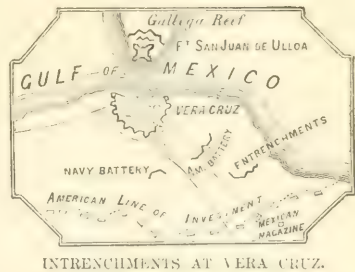 Gallega Reef
FT SAN JUAN DE ULLOA
GULF OF MEXICO
VERA CRUZ
AM. BATTERY
ENTRENCHMENTS
NAVY BATTERY
AMERICAN LINE OF INVESTMENT
MEXICAN
MAGAZINE
INTRENCHMENTS AT VERA CRUZ.